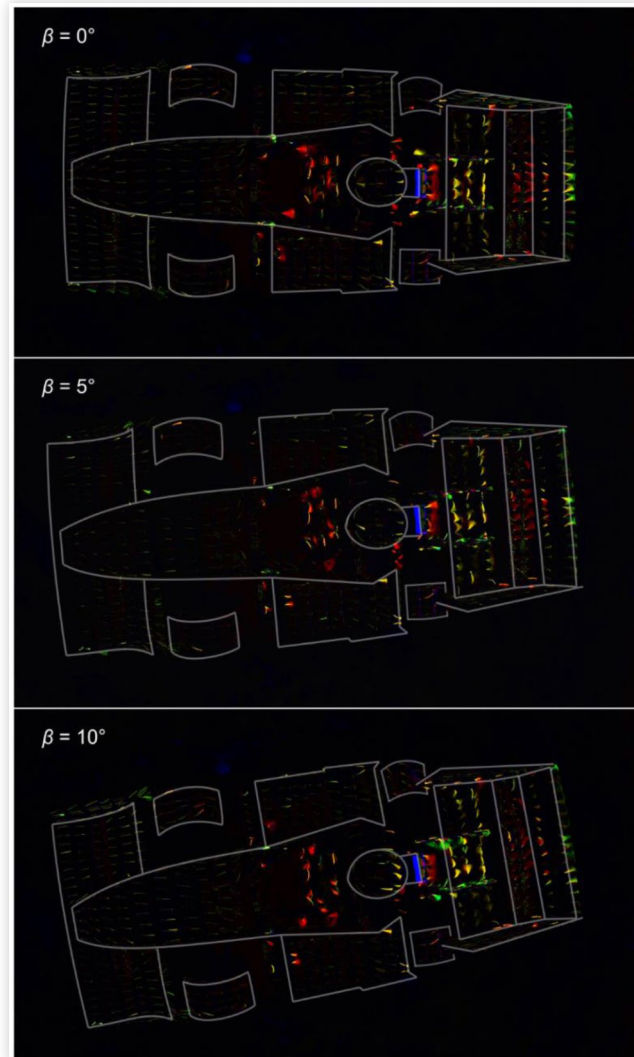 β = 0°
β = 5°
β = 10°